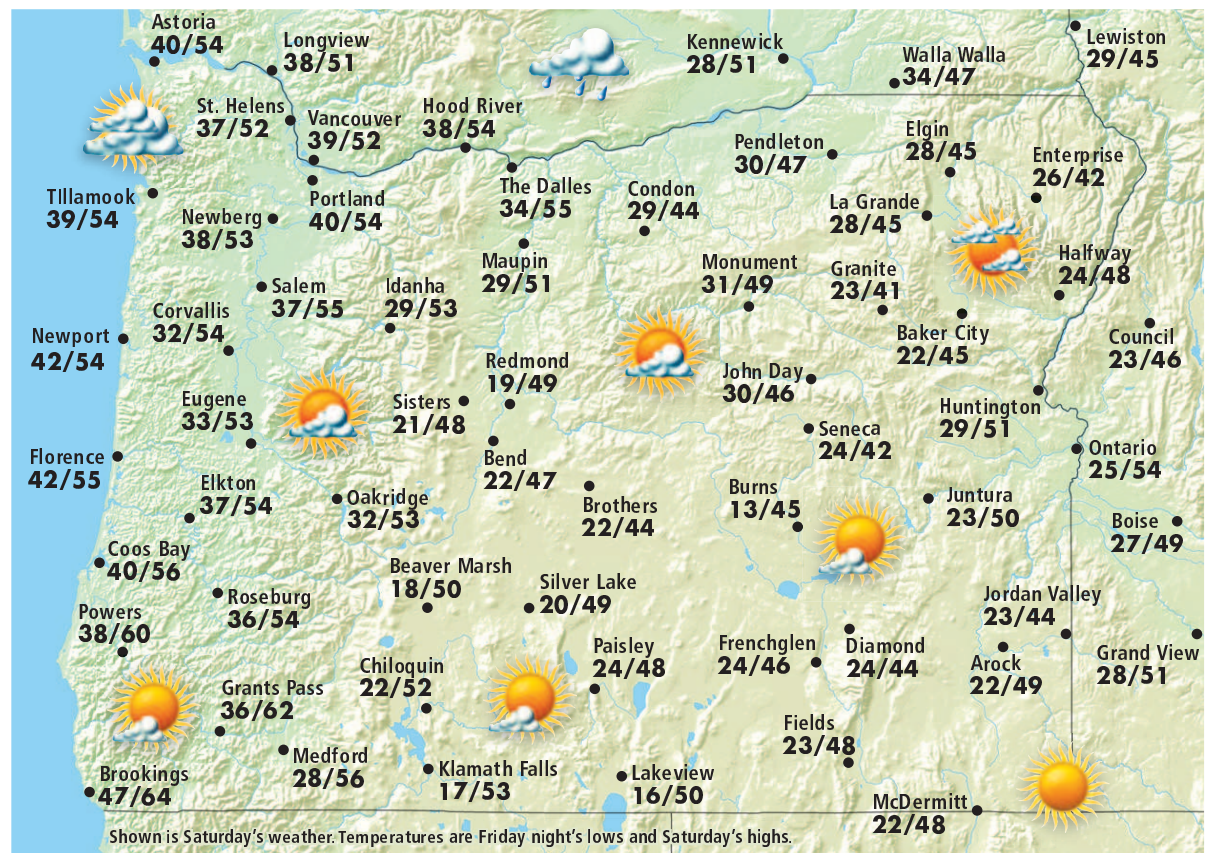 Astoria
40/54
Longview
38/51
Kennewick
28/51
Walla Walla
34/47
Lewiston
29/45
St. Helens
37/52
Vancouver
39/52
Hood River
38/54
Pendleton
30/47
Elgin
28/45
Enterprise
26/42
TIllamook
39/54
Newberg
38/53
Portland
40/54
The Dalles
34/55
Condon
29/44
La Grande
28/45
Maupin
29/51
Monument
31/49
Granite
23/41
Halfway
24/48
Salem
37/55
Idanha
29/53
Corvallis
32/54
Newport
42/54
Baker City
22/45
Council
23/46
Redmond
19/49
John Day
30/46
Eugene
33/53
Sisters
21/48
Huntington
29/51
Seneca
24/42
Florence
42/55
Bend
22/47
Ontario
25/54
Elkton
37/54
Oakridge
32/53
Brothers
22/44
Burns
13/45
Juntura
23/50
Boise
27/49
Coos Bay
40/56
Beaver Marsh
18/50
Silver Lake
20/49
Roseburg
36/54
Powers
38/60
Jordan Valley
23/44
Paisley
24/48
Frenchglen
24/46
Diamond
24/44
Arock
22/49
Grand View
28/51
Chiloquin
22/52
Grants Pass
36/62
Fields
23/48
Medford
28/56
Brookings
47/64
Klamath Falls
17/53
Lakeview
16/50
McDermitt
22/48
Shown is Saturday's weather. Temperatures are Friday night's lows and Saturday's highs.